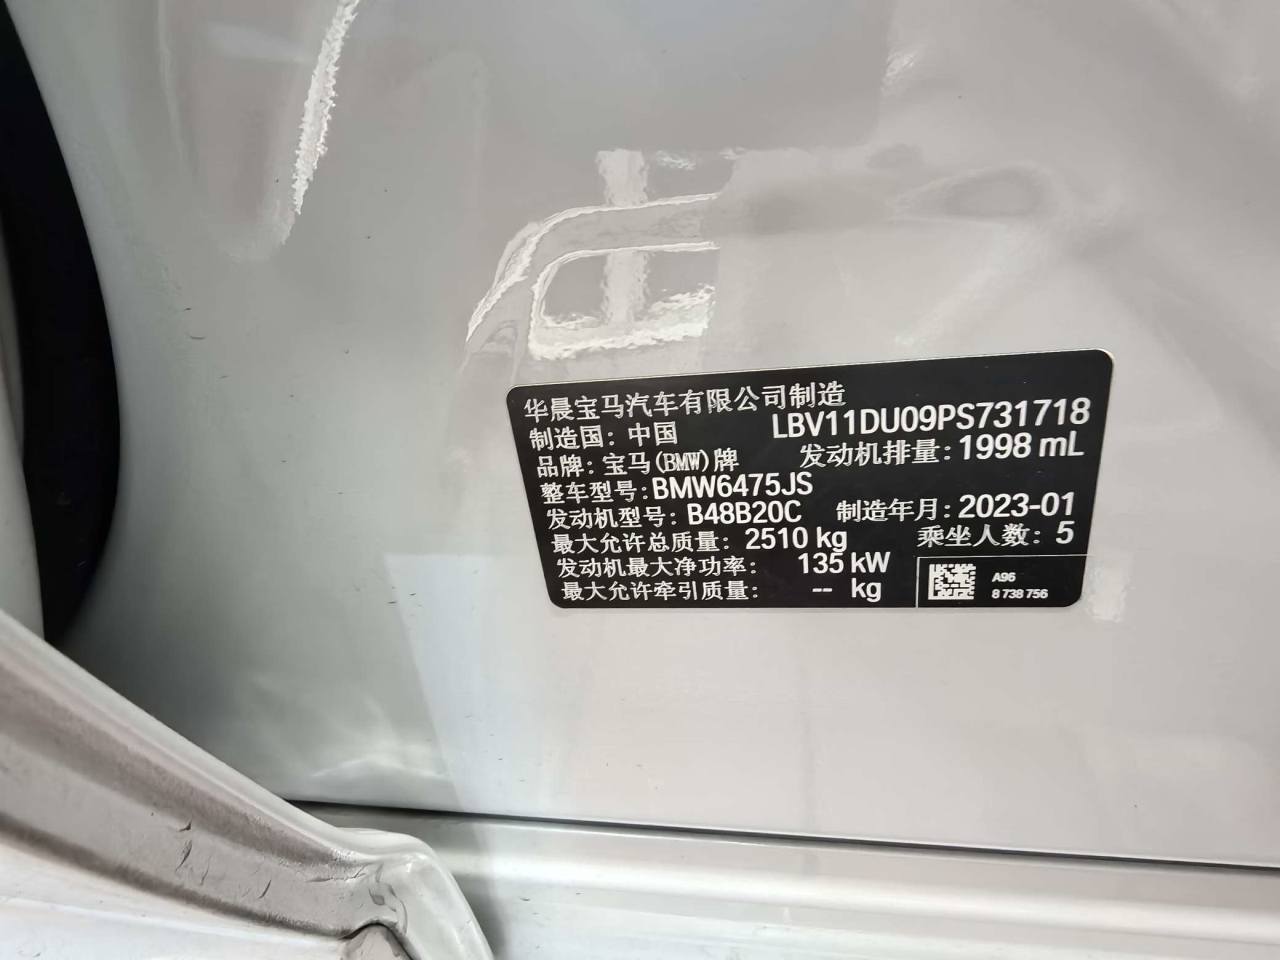 华晨宝马汽车有限公司制造
制造国：中国 LBV11DU09PS731718
品牌：宝马(BMW)牌 发动机排量：1998 mL
整车型号：BMW6475JS
发动机型号：B48B20C 制造年月：2023-01
最大允许总质量：2510 kg 乘坐人数：5
发动机最大净功率：135 kW
最大允许牵引质量：-- kg
A96
8 738 756